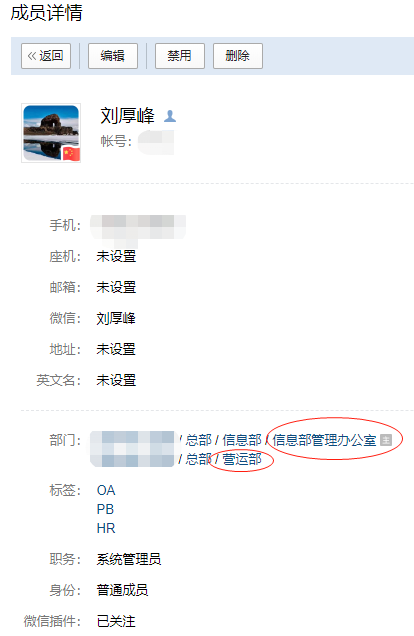 成员详情
返回 编辑 禁用 删除
刘厚峰
帐号：
手机：
座机： 未设置
邮箱： 未设置
微信： 刘厚峰
地址： 未设置
英文名： 未设置
部门： / 总部 / 信息部 / 信息部管理办公室 主
/ 总部 / 营运部
标签： OA
PB
HR
职务： 系统管理员
身份： 普通成员
微信插件： 已关注